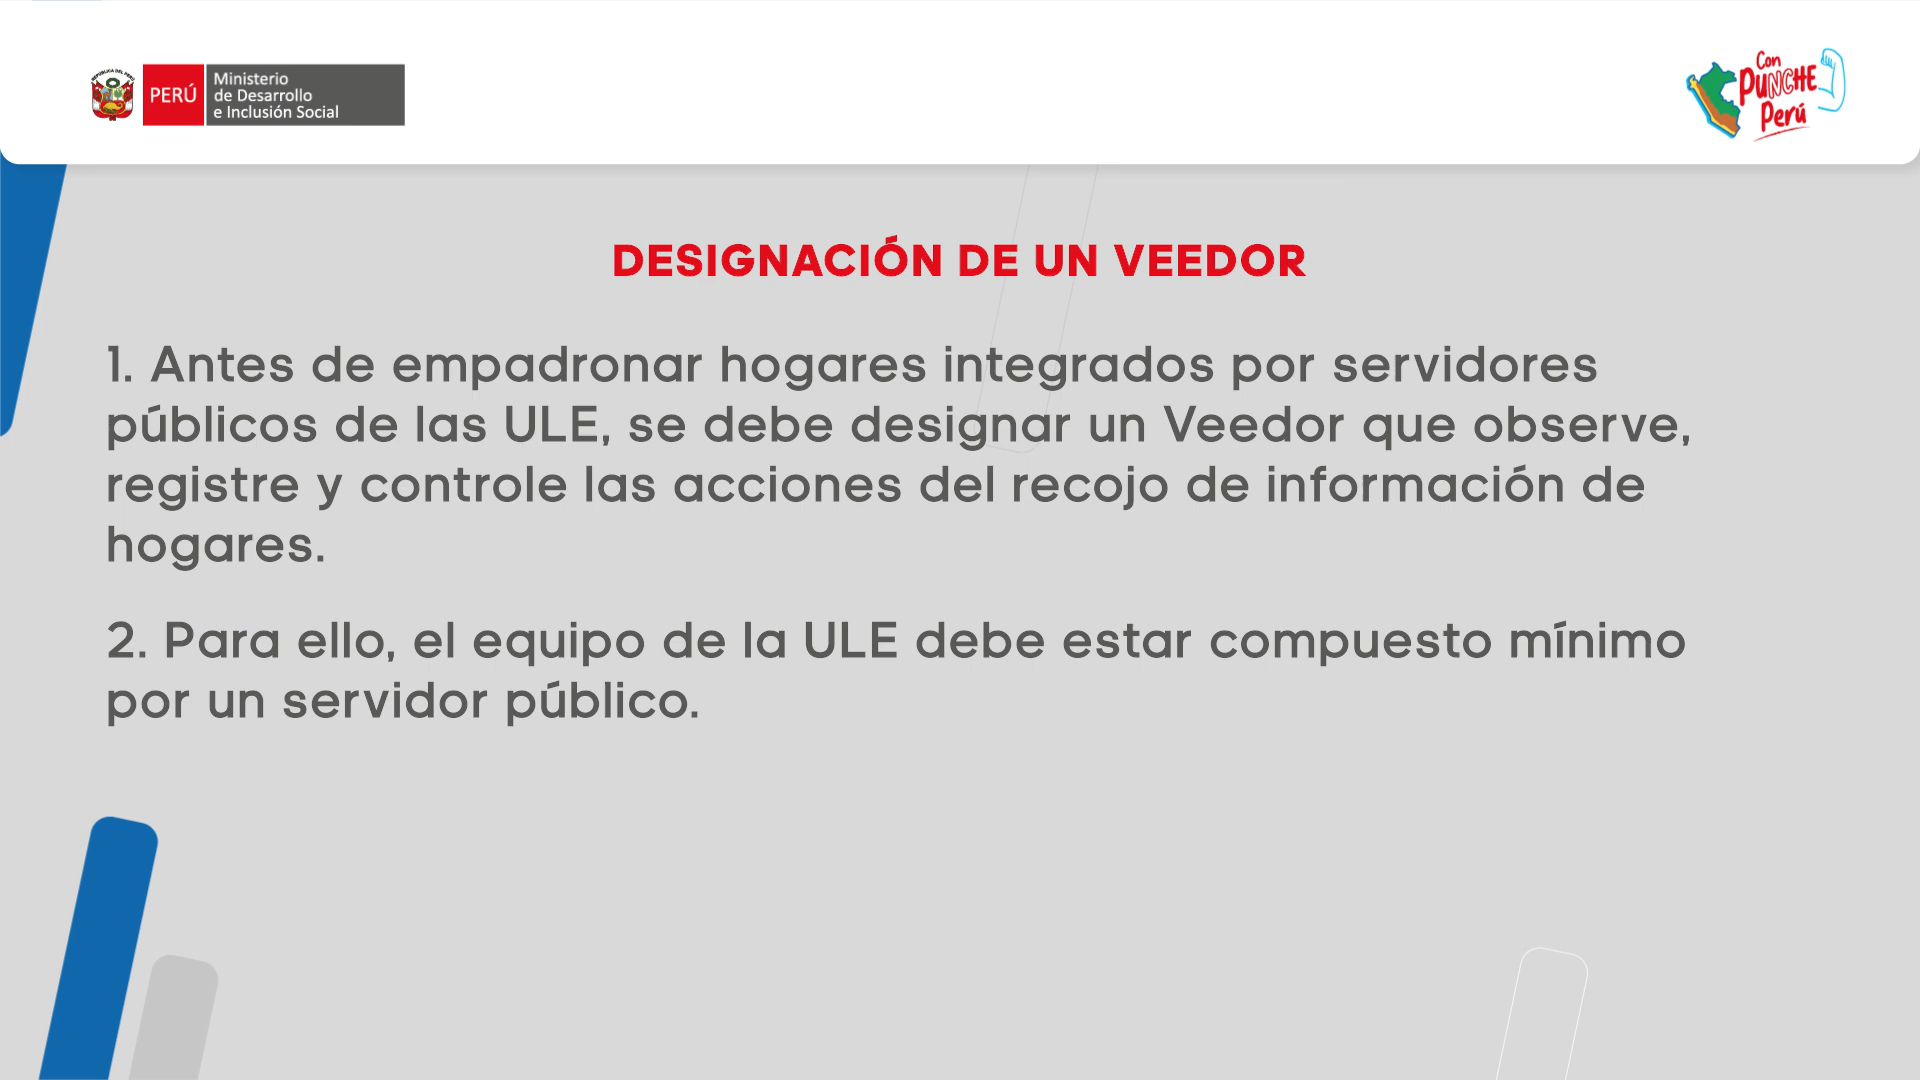 REPÚBLICA DEL PERÚ
PERÚ
Ministerio
de Desarrollo
e Inclusión Social
Con
PUNCHE
Perú
DESIGNACIÓN DE UN VEEDOR
1. Antes de empadronar hogares integrados por servidores
públicos de las ULE, se debe designar un Veedor que observe,
registre y controle las acciones del recojo de información de
hogares.
2. Para ello, el equipo de la ULE debe estar compuesto mínimo
por un servidor público.